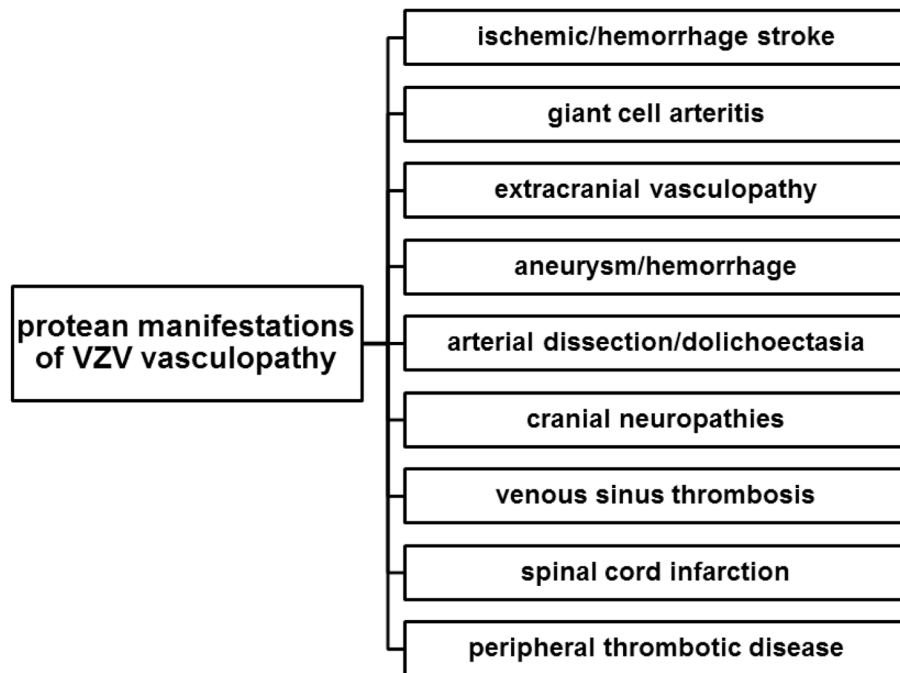 protean manifestations
of VZV vasculopathy
ischemic/hemorrhage stroke
giant cell arteritis
extracranial vasculopathy
aneurysm/hemorrhage
arterial dissection/dolichoectasia
cranial neuropathies
venous sinus thrombosis
spinal cord infarction
peripheral thrombotic disease